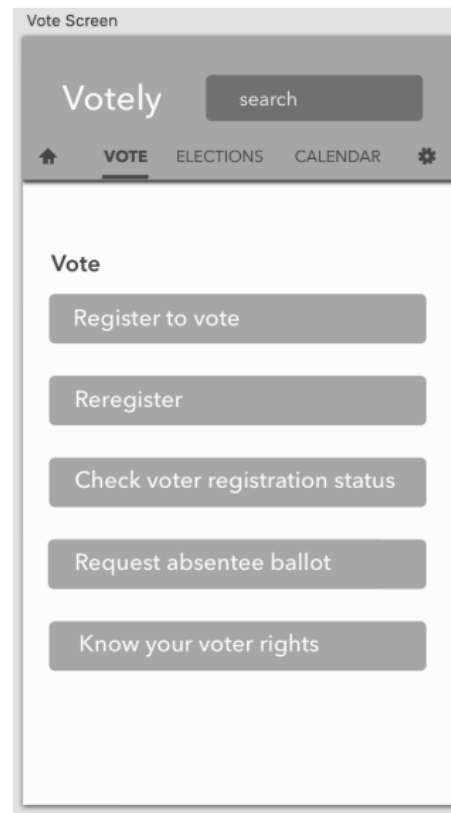 Vote Screen
Votely
search
VOTE ELECTIONS CALENDAR
Vote
Register to vote
Reregister
Check voter registration status
Request absentee ballot
Know your voter rights